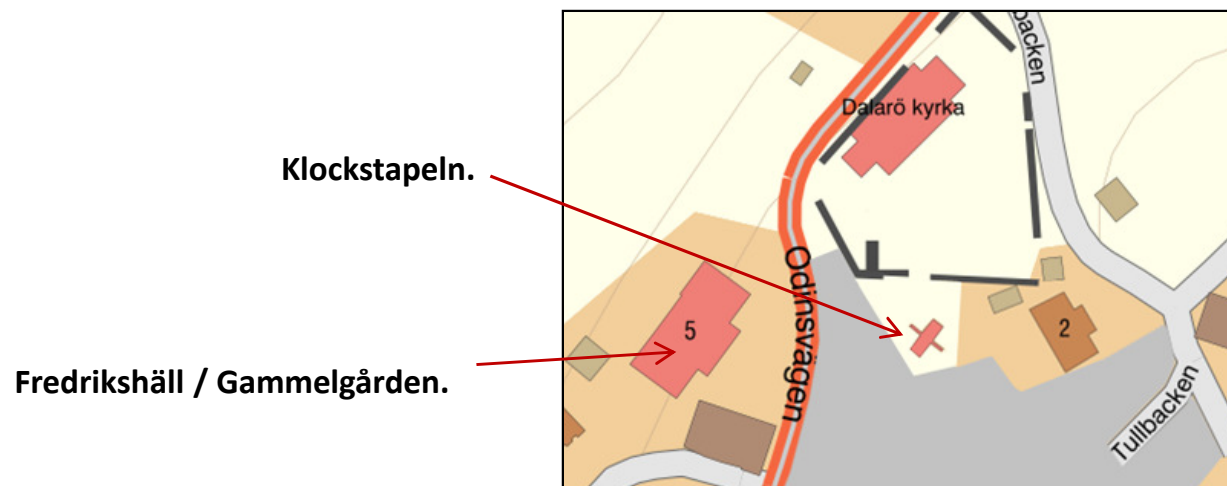 backen
Dalarö kyrka
Klockstapeln.
Odinsvägen
5
2
Fredrikshäll / Gammelgården.
Tullbacken